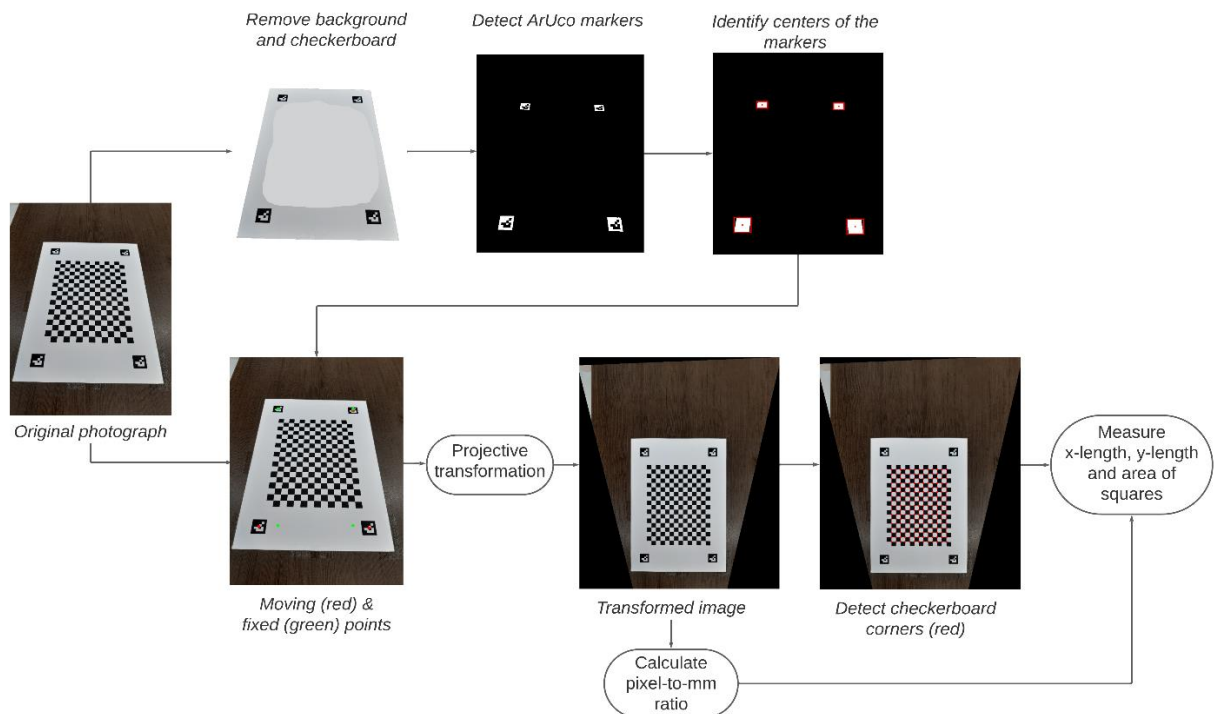 Remove background
and checkerboard
Detect ArUco markers
Identify centers of the
markers
Original photograph
Moving (red) &
fixed (green) points
Projective
transformation
Transformed image
Detect checkerboard
corners (red)
Measure
x-length, y-length
and area of
squares
Calculate
pixel-to-mm
ratio